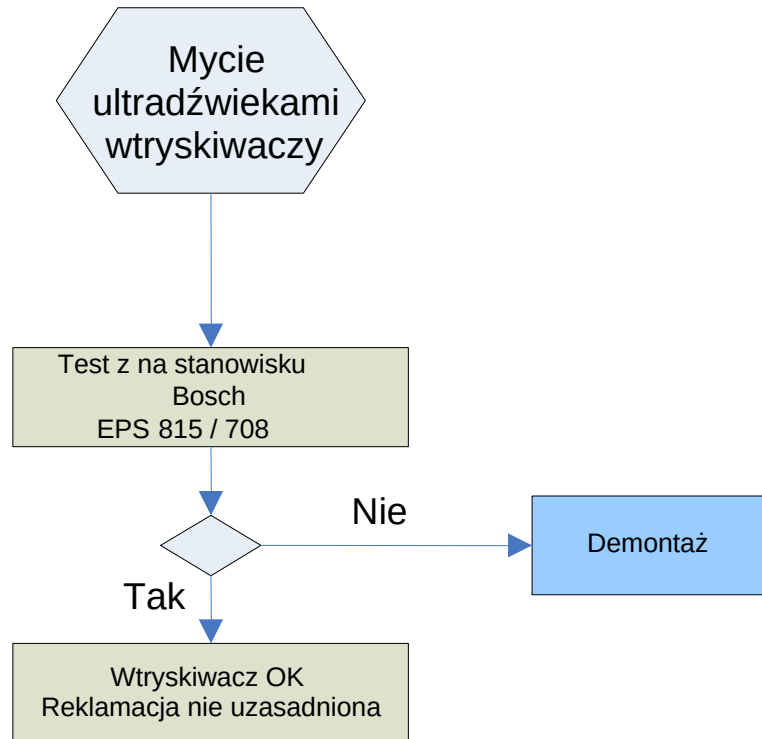 Mycie
ultradźwiekami
wtryskiwaczy
Test z na stanowisku
Bosch
EPS 815 / 708
Nie
Demontaż
Tak
Wtryskiwacz OK
Reklamacja nie uzasadniona